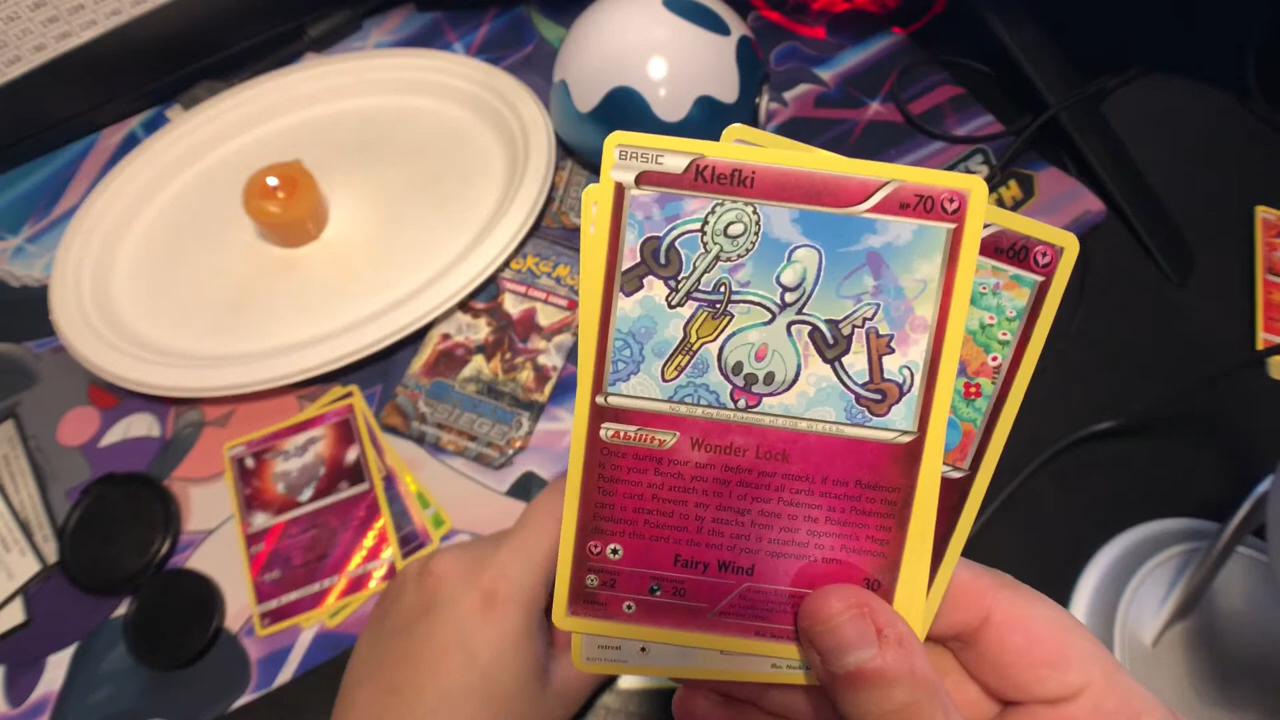 BASIC
Klefki
HP 70
HP 60
NO. 707 Key Ring Pokémon HT 0'08" WT 6.6 lbs.
Ability
Wonder Lock
Once during your turn (before your attack), if this Pokémon
is on your Bench, you may discard all cards attached to this
Pokémon and attach it to 1 of your Pokémon as a Pokémon
Tool card. Prevent any damage done to the Pokémon this
card is attached to by attacks from your opponent's Mega
Evolution Pokémon. If this card is attached to a Pokémon,
discard this card at the end of your opponent's turn.
Fairy Wind
30
weakness
×2
resistance
-20
retreat
retreat
POKÉMON
SIEGE